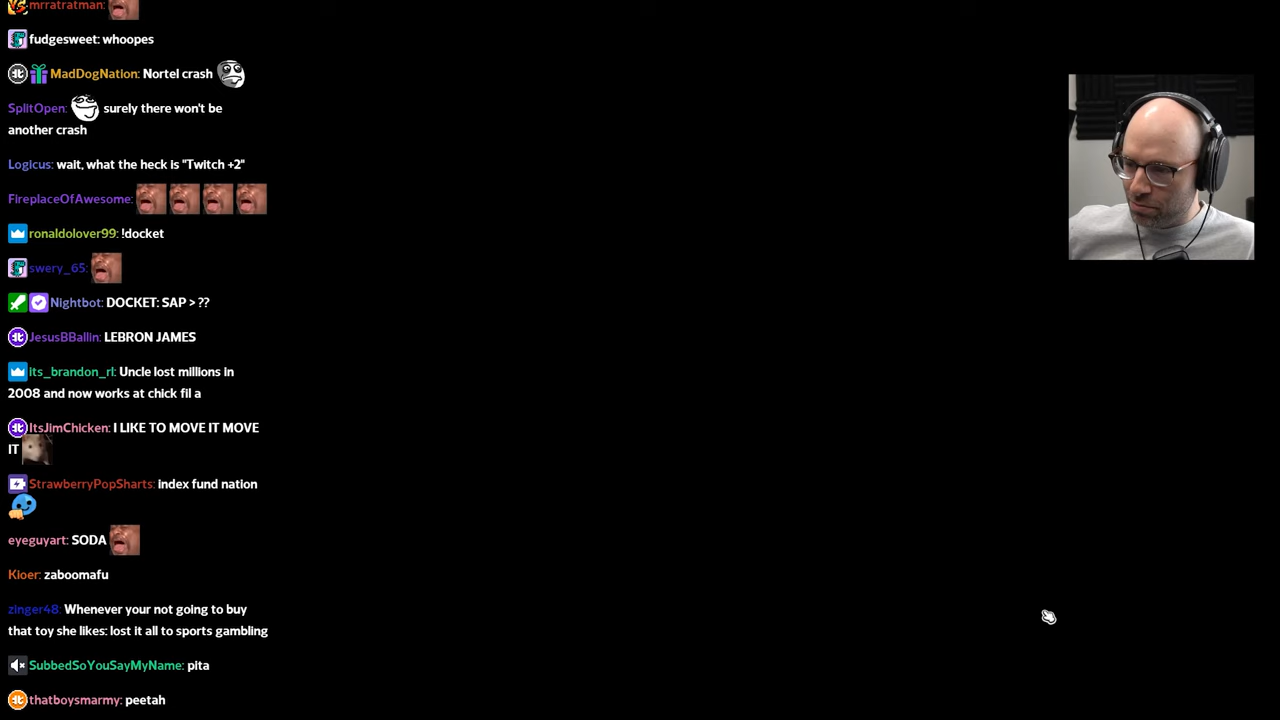 mrratratman:
fudgesweet: whoopes
MadDogNation: Nortel crash
SplitOpen: surely there won't be
another crash
Logicus: wait, what the heck is "Twitch +2"
FireplaceOfAwesome:
ronaldolover99: !docket
swery_65:
Nightbot: DOCKET: SAP > ??
JesusBBallin: LEBRON JAMES
its_brandon_rl: Uncle lost millions in
2008 and now works at chick fil a
ItsJimChicken: I LIKE TO MOVE IT MOVE
IT
StrawberryPopSharts: index fund nation
eyeguyart: SODA
Kloer: zaboomafu
zinger48: Whenever your not going to buy
that toy she likes: lost it all to sports gambling
SubbedSoYouSayMyName: pita
thatboysmarmy: peetah